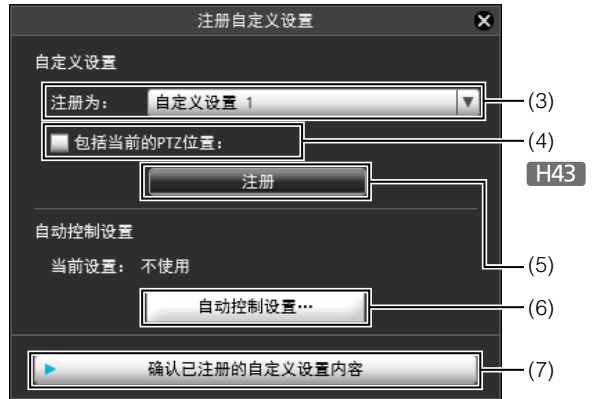 注册自定义设置
自定义设置
注册为： 自定义设置 1 (3)
包括当前的PTZ位置： (4)
H43
注册
自动控制设置
当前设置： 不使用 (5)
自动控制设置… (6)
确认已注册的自定义设置内容 (7)